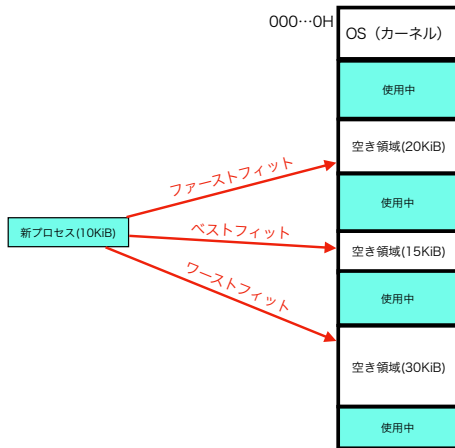 000…0H
OS（カーネル）
使用中
空き領域(20KiB)
ファーストフィット
使用中
新プロセス(10KiB)
ベストフィット
空き領域(15KiB)
ワーストフィット
使用中
空き領域(30KiB)
使用中